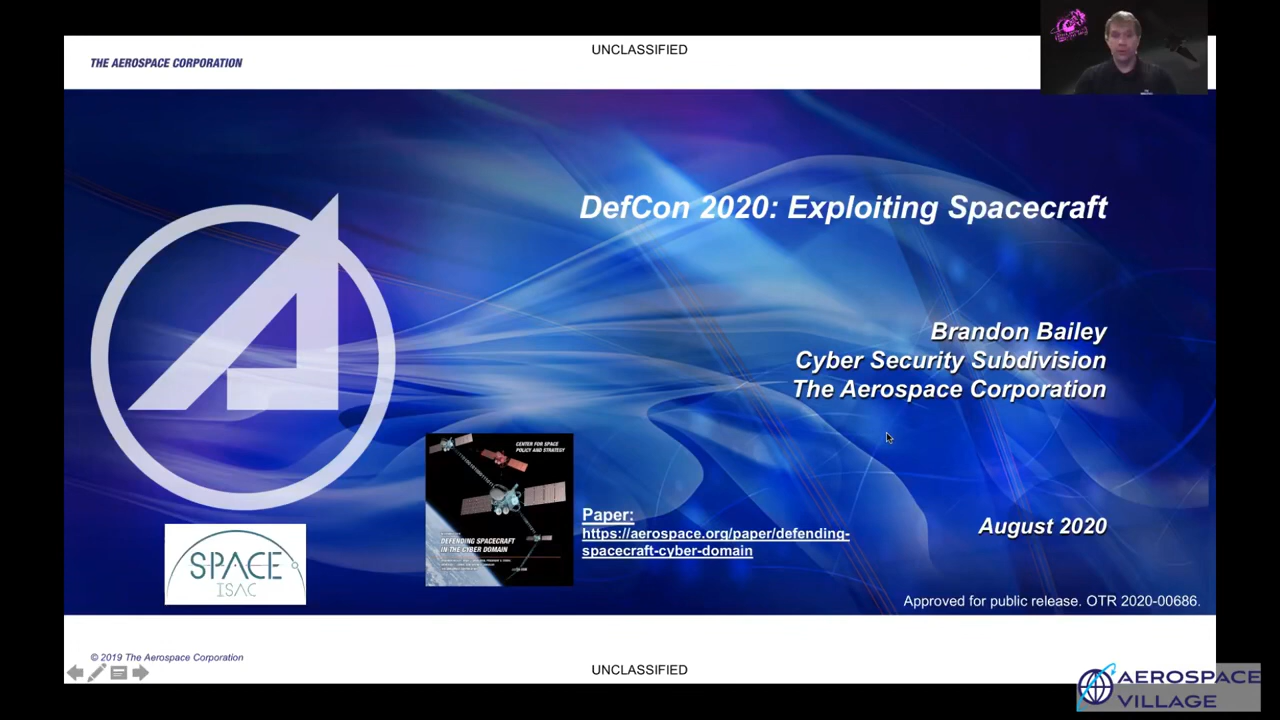 UNCLASSIFIED
THE AEROSPACE CORPORATION
DefCon 2020: Exploiting Spacecraft
Brandon Bailey
Cyber Security Subdivision
The Aerospace Corporation
CENTER FOR SPACE
POLICY AND STRATEGY
DEFENDING SPACECRAFT
IN THE CYBER DOMAIN
Paper:
https://aerospace.org/paper/defending-
spacecraft-cyber-domain
August 2020
SPACE
ISAC
Approved for public release. OTR 2020-00686.
© 2019 The Aerospace Corporation
UNCLASSIFIED
AEROSPACE
VILLAGE